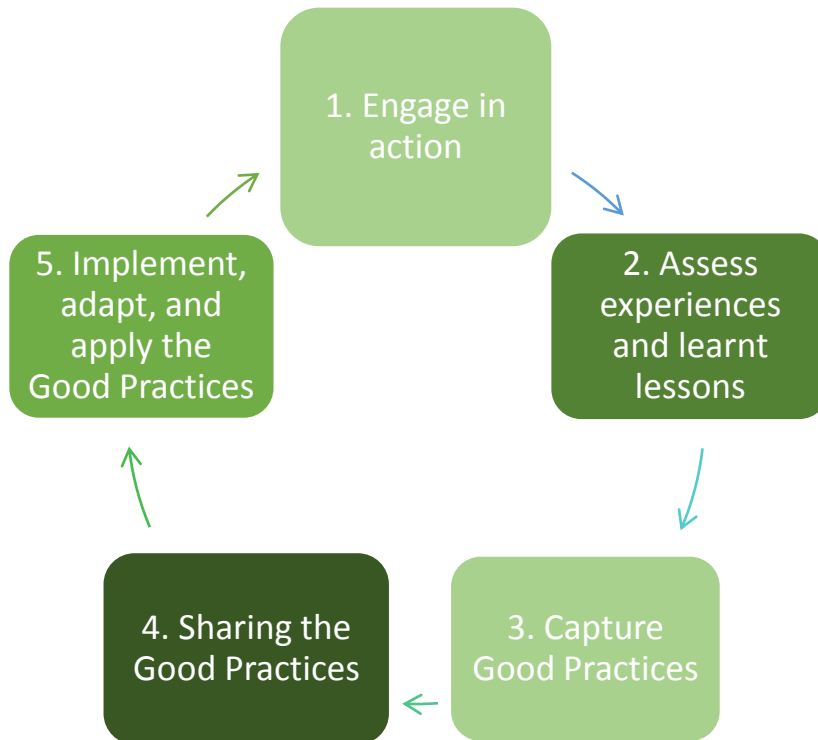 1. Engage in
action
2. Assess
experiences
and learnt
lessons
3. Capture
Good Practices
4. Sharing the
Good Practices
5. Implement,
adapt, and
apply the
Good Practices